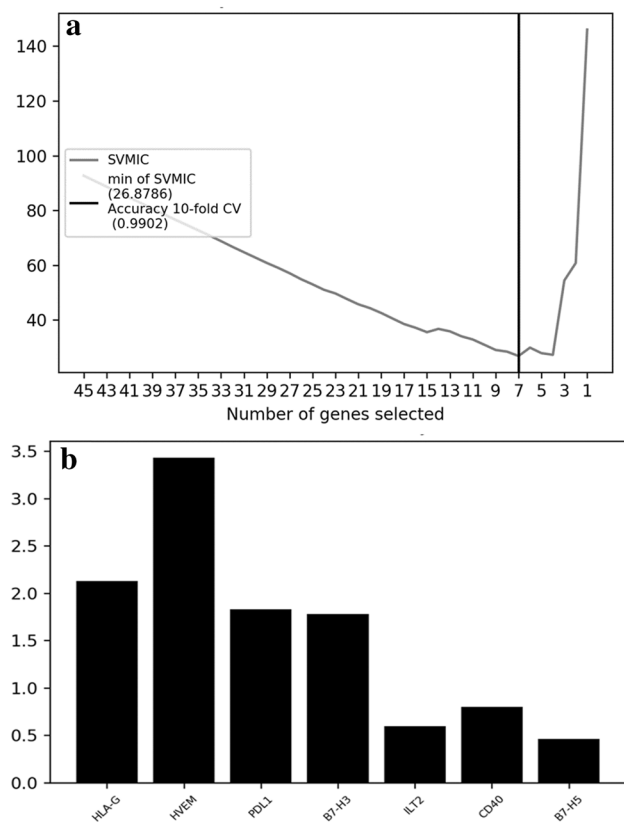 a
140
120
100
80
60
40
SVMIC
min of SVMIC
(26.8786)
Accuracy 10-fold CV
(0.9902)
45 43 41 39 37 35 33 31 29 27 25 23 21 19 17 15 13 11 9 7 5 3 1
Number of genes selected
b
3.5
3.0
2.5
2.0
1.5
1.0
0.5
0.0
HLA-G HVEM PDL1 B7-H3 ILT2 CD40 B7-H5